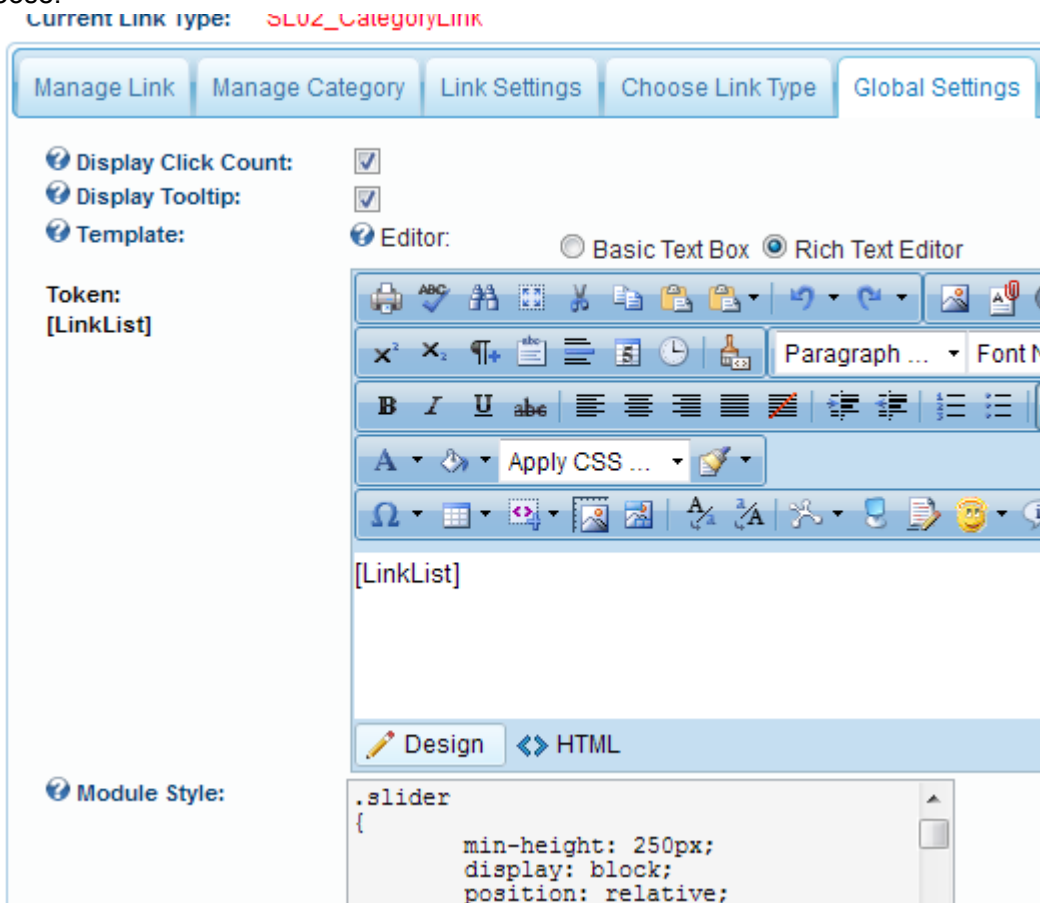 Current Link Type: SL02_CategoryLink
Manage Link Manage Category Link Settings Choose Link Type Global Settings
Display Click Count:
Display Tooltip:
Template: Editor: Basic Text Box Rich Text Editor
Token:
[LinkList]
Paragraph ... Font N
B I U abc
A Apply CSS ...
[LinkList]
Design HTML
Module Style: .slider
{
min-height: 250px;
display: block;
position: relative;